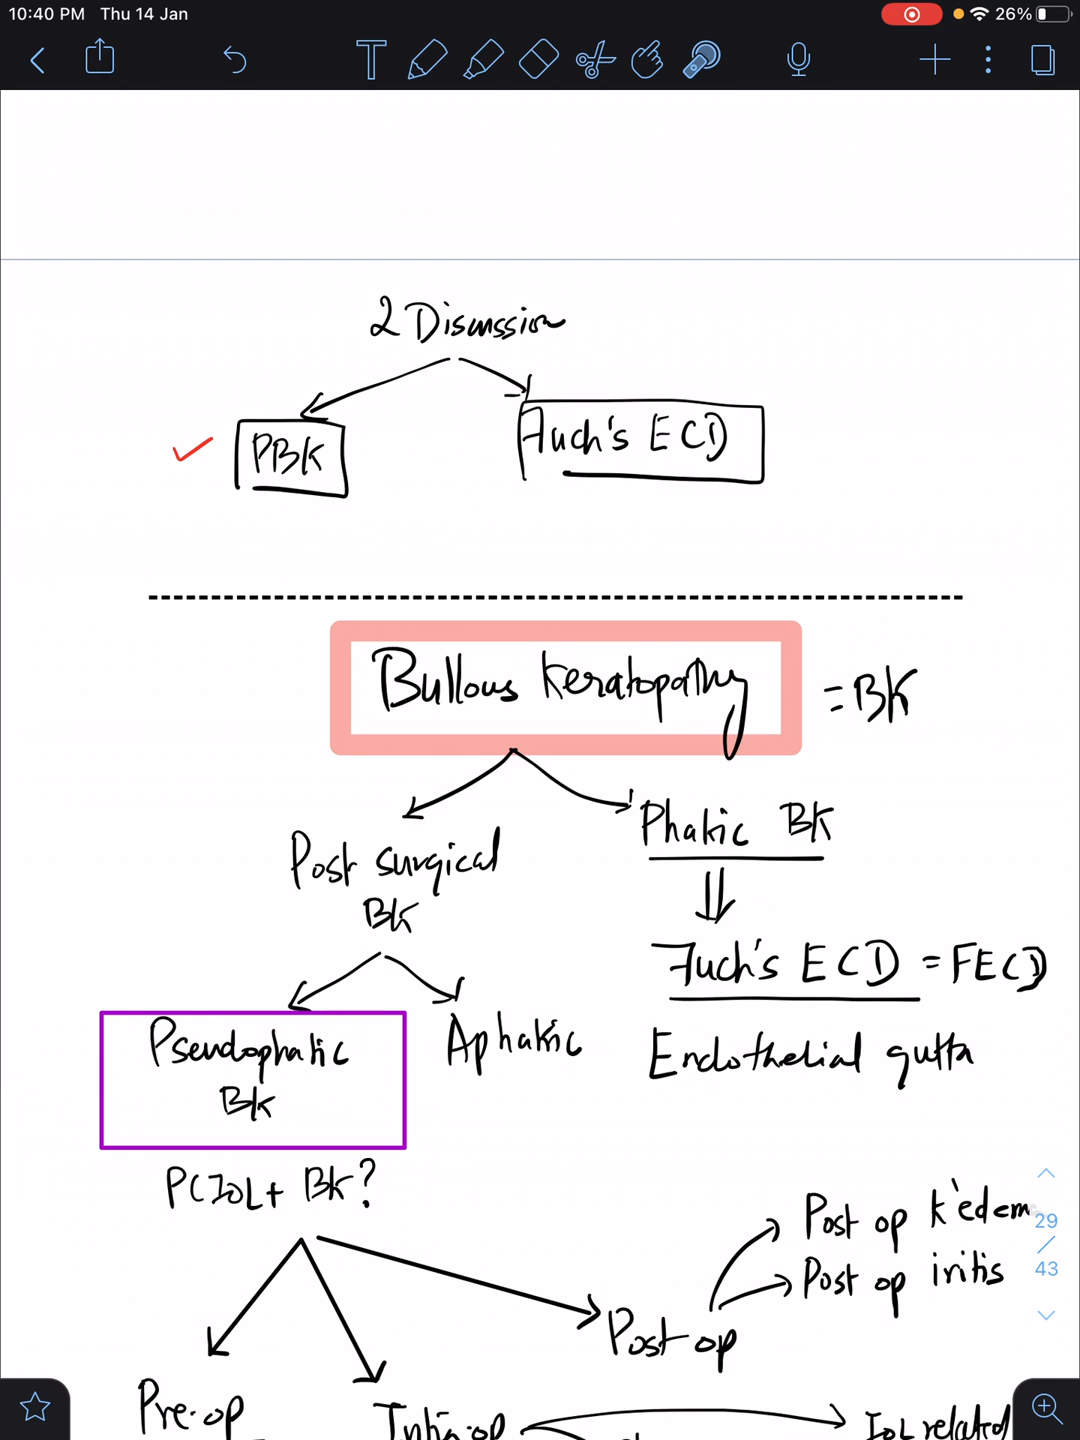 10:40 PM Thu 14 Jan
26%
2 Discussion
PBK
Fuch's ECD
Bullous Keratopathy
= BK
Post surgical
BK
Phakic BK
Fuch's ECD = FECD
Endothelial gutta
Pseudophakic
BK
Aphakic
PCIOL + BK?
Post op k'edem
Post op iritis
29
/
43
Post op
Pre-op
Intra-op
IOL related